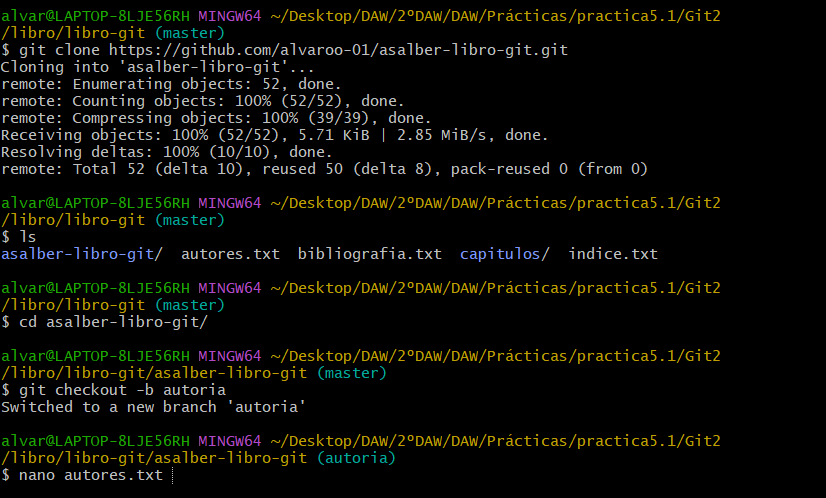 alvar@LAPTOP-8LJE56RH MINGW64 ~/Desktop/DAW/2ºDAW/DAW/Prácticas/practica5.1/Git2
/libro/libro-git (master)
$ git clone https://github.com/alvaroo-01/asalber-libro-git.git
Cloning into 'asalber-libro-git'...
remote: Enumerating objects: 52, done.
remote: Counting objects: 100% (52/52), done.
remote: Compressing objects: 100% (39/39), done.
Receiving objects: 100% (52/52), 5.71 KiB | 2.85 MiB/s, done.
Resolving deltas: 100% (10/10), done.
remote: Total 52 (delta 10), reused 50 (delta 8), pack-reused 0 (from 0)
alvar@LAPTOP-8LJE56RH MINGW64 ~/Desktop/DAW/2ºDAW/DAW/Prácticas/practica5.1/Git2
/libro/libro-git (master)
$ ls
asalber-libro-git/  autores.txt  bibliografia.txt  capitulos/  indice.txt
alvar@LAPTOP-8LJE56RH MINGW64 ~/Desktop/DAW/2ºDAW/DAW/Prácticas/practica5.1/Git2
/libro/libro-git (master)
$ cd asalber-libro-git/
alvar@LAPTOP-8LJE56RH MINGW64 ~/Desktop/DAW/2ºDAW/DAW/Prácticas/practica5.1/Git2
/libro/libro-git/asalber-libro-git (master)
$ git checkout -b autoria
Switched to a new branch 'autoria'
alvar@LAPTOP-8LJE56RH MINGW64 ~/Desktop/DAW/2ºDAW/DAW/Prácticas/practica5.1/Git2
/libro/libro-git/asalber-libro-git (autoria)
$ nano autores.txt